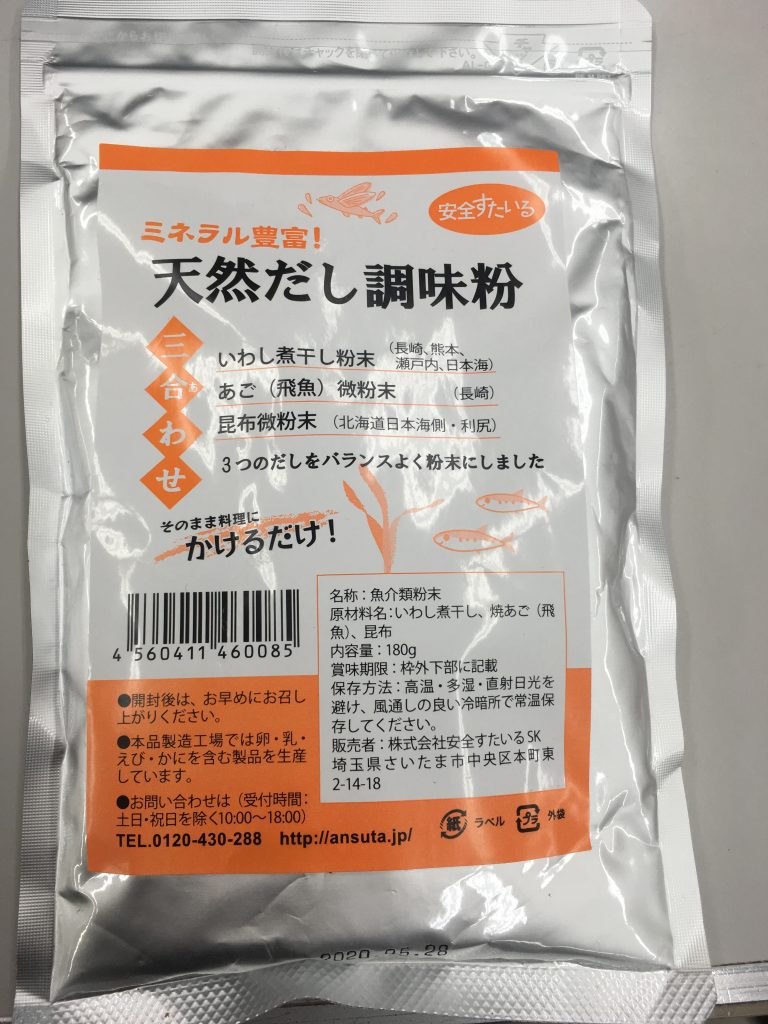 安全すたいる
ミネラル豊富！
天然だし調味粉
三合わせ
あ
いわし煮干し粉末 （長崎、熊本、
瀬戸内、日本海）
あご（飛魚）微粉末 （長崎）
昆布微粉末 （北海道日本海側・利尻）
3つのだしをバランスよく粉末にしました
そのまま料理に
かけるだけ！
4 560411 460085
名称：魚介類粉末
原材料名：いわし煮干し、焼あご（飛
魚）、昆布
内容量：180g
賞味期限：枠外下部に記載
保存方法：高温・多湿・直射日光を
避け、風通しの良い冷暗所で常温保
存してください。
販売者：株式会社安全すたいるSK
埼玉県さいたま市中央区本町東
2-14-18
●開封後は、お早めにお召し
上がりください。
●本品製造工場では卵・乳・
えび・かにを含む製品を生産
しています。
●お問い合わせは（受付時間：
土日・祝日を除く10:00～18:00）
TEL.0120-430-288 http://ansuta.jp/
紙 ラベル プラ 外袋
2020.05.28